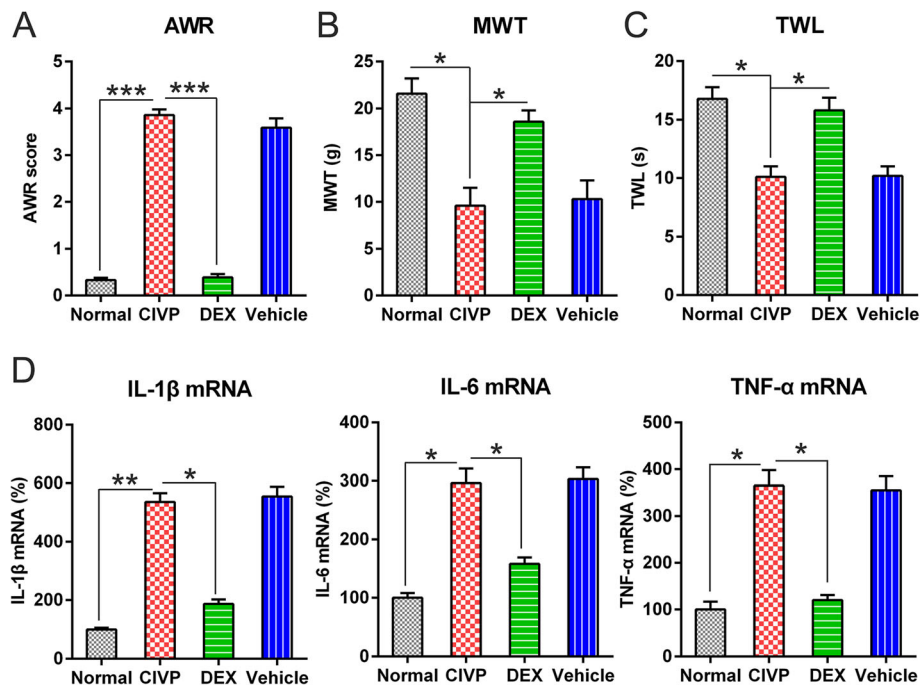 A
AWR
***
***
AWR score
5
4
3
2
1
0
Normal CIVP DEX Vehicle
B
MWT
*
*
MWT (g)
25
20
15
10
5
0
Normal CIVP DEX Vehicle
C
TWL
*
*
TWL (s)
20
15
10
5
0
Normal CIVP DEX Vehicle
D
IL-1β mRNA
**
*
IL-1β mRNA (%)
800
600
400
200
0
Normal CIVP DEX Vehicle
IL-6 mRNA
*
*
IL-6 mRNA (%)
400
300
200
100
0
Normal CIVP DEX Vehicle
TNF-α mRNA
*
*
TNF-α mRNA (%)
500
400
300
200
100
0
Normal CIVP DEX Vehicle